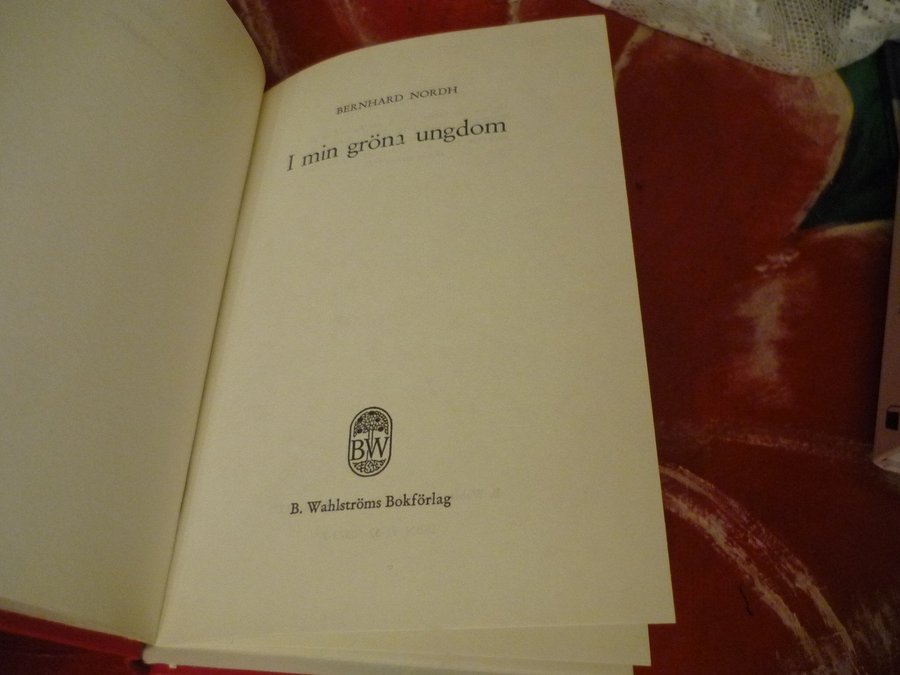 BERNHARD NORDH
I min gröna ungdom
BW
B. Wahlströms Bokförlag